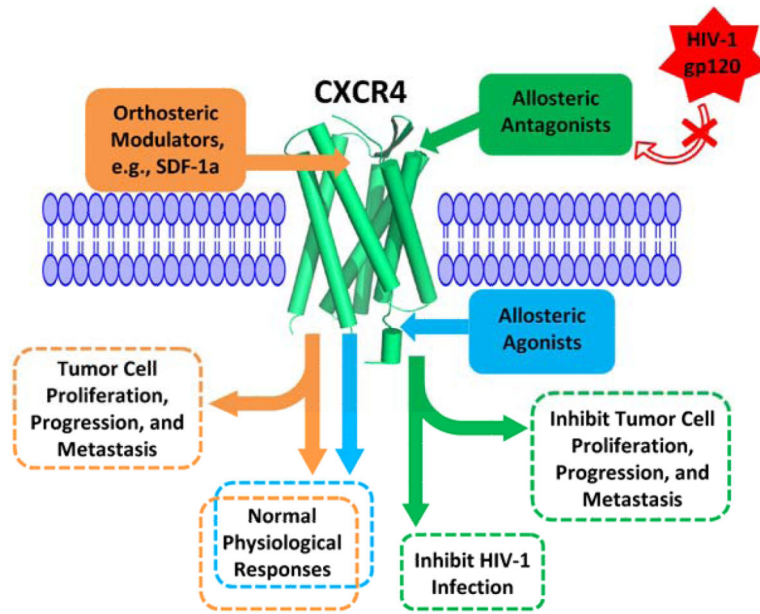 HIV-1
gp120
CXCR4
Orthosteric
Modulators,
e.g., SDF-1a
Allosteric
Antagonists
Allosteric
Agonists
Tumor Cell
Proliferation,
Progression, and
Metastasis
Inhibit Tumor Cell
Proliferation,
Progression, and
Metastasis
Normal
Physiological
Responses
Inhibit HIV-1
Infection